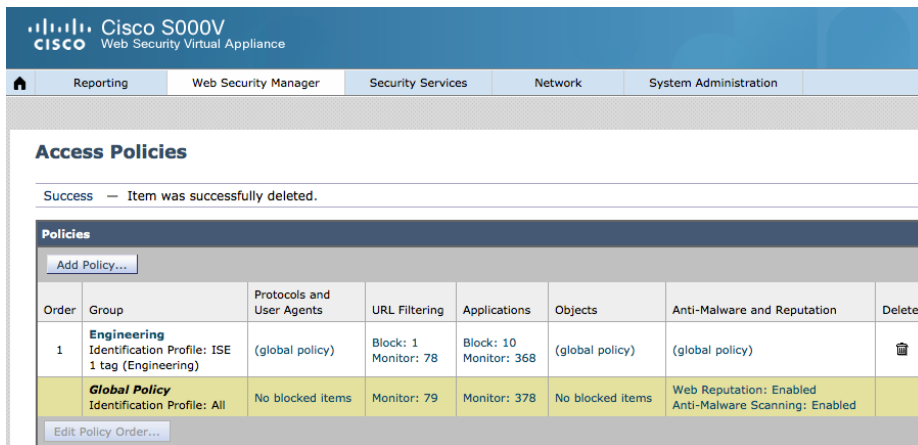 Cisco S000V
CISCO Web Security Virtual Appliance
Reporting Web Security Manager Security Services Network System Administration
Access Policies
Success — Item was successfully deleted.
Policies
Add Policy...
Order Group Protocols and User Agents URL Filtering Applications Objects Anti-Malware and Reputation Delete
1 Engineering Identification Profile: ISE 1 tag (Engineering) (global policy) Block: 1 Monitor: 78 Block: 10 Monitor: 368 (global policy) (global policy)
Global Policy Identification Profile: All No blocked items Monitor: 79 Monitor: 378 No blocked items Web Reputation: Enabled Anti-Malware Scanning: Enabled
Edit Policy Order...